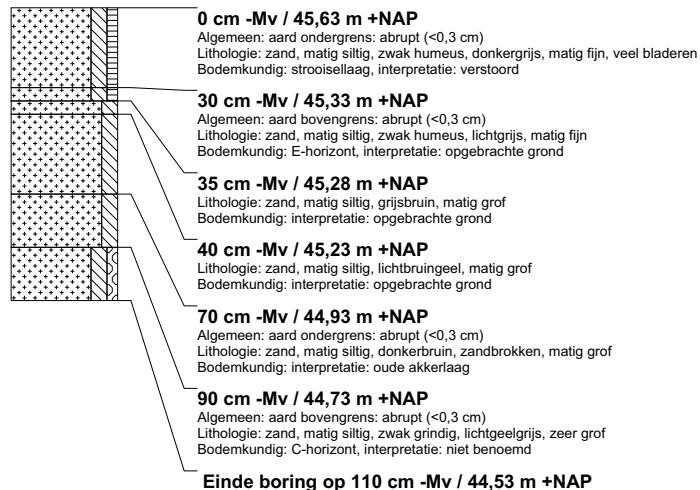 0 cm -Mv / 45,63 m +NAP
Algemeen: aard ondergrens: abrupt (<0,3 cm)
Lithologie: zand, matig siltig, zwak humeus, donkergrijs, matig fijn, veel bladeren
Bodemkundig: strooisellaag, interpretatie: verstoord
30 cm -Mv / 45,33 m +NAP
Algemeen: aard bovengrens: abrupt (<0,3 cm)
Lithologie: zand, matig siltig, zwak humeus, lichtgrijs, matig fijn
Bodemkundig: E-horizont, interpretatie: opgebrachte grond
35 cm -Mv / 45,28 m +NAP
Lithologie: zand, matig siltig, grijsbruin, matig grof
Bodemkundig: interpretatie: opgebrachte grond
40 cm -Mv / 45,23 m +NAP
Lithologie: zand, matig siltig, lichtbruingeel, matig grof
Bodemkundig: interpretatie: opgebrachte grond
70 cm -Mv / 44,93 m +NAP
Algemeen: aard ondergrens: abrupt (<0,3 cm)
Lithologie: zand, matig siltig, donkerbruin, zandbrokken, matig grof
Bodemkundig: interpretatie: oude akkerlaag
90 cm -Mv / 44,73 m +NAP
Algemeen: aard bovengrens: abrupt (<0,3 cm)
Lithologie: zand, matig siltig, zwak grindig, lichtgeelgrijs, zeer grof
Bodemkundig: C-horizont, interpretatie: niet benoemd
Einde boring op 110 cm -Mv / 44,53 m +NAP